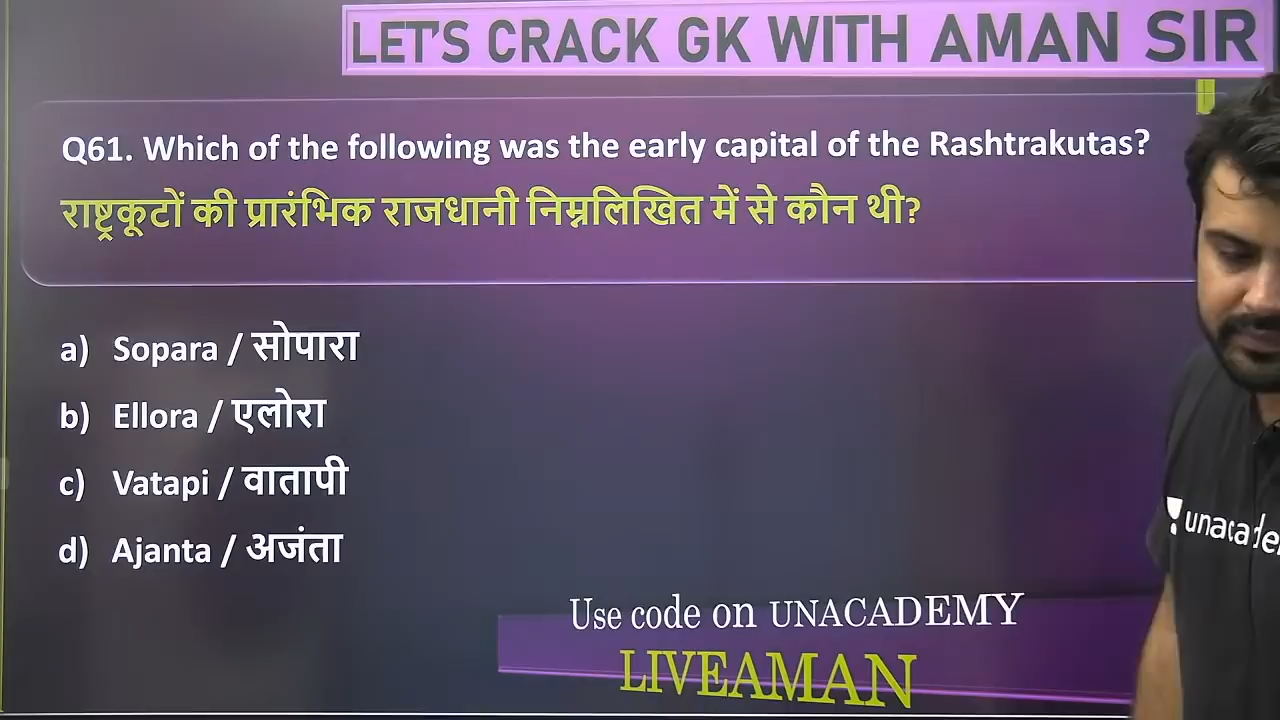 LET'S CRACK GK WITH AMAN SIR
Q61. Which of the following was the early capital of the Rashtrakutas?
राष्ट्रकूटों की प्रारंभिक राजधानी निम्नलिखित में से कौन थी?
a) Sopara / सोपारा
b) Ellora / एलोरा
c) Vatapi / वातापी
d) Ajanta / अजंता
unacade
Use code on UNACADEMY
LIVEAMAN